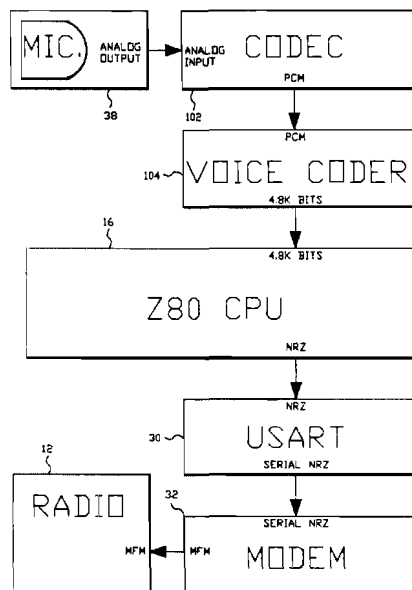 MIC.
ANALOG
OUTPUT
38
ANALOG
INPUT
CODEC
PCM
102
PCM
104
VOICE CODER
4.8K BITS
16
4.8K BITS
Z80 CPU
NRZ
NRZ
30
USART
SERIAL NRZ
12
RADIO
MFM
32
SERIAL NRZ
MFM
MODEM